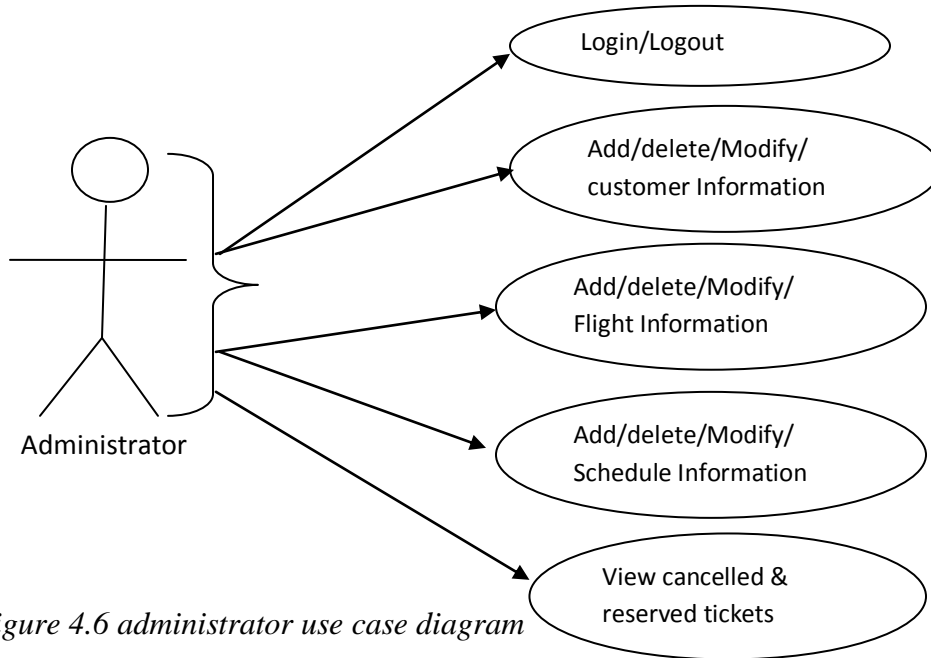 Login/Logout
Add/delete/Modify/
customer Information
Add/delete/Modify/
Flight Information
Administrator
Add/delete/Modify/
Schedule Information
View cancelled &
reserved tickets
igure 4.6 administrator use case diagram